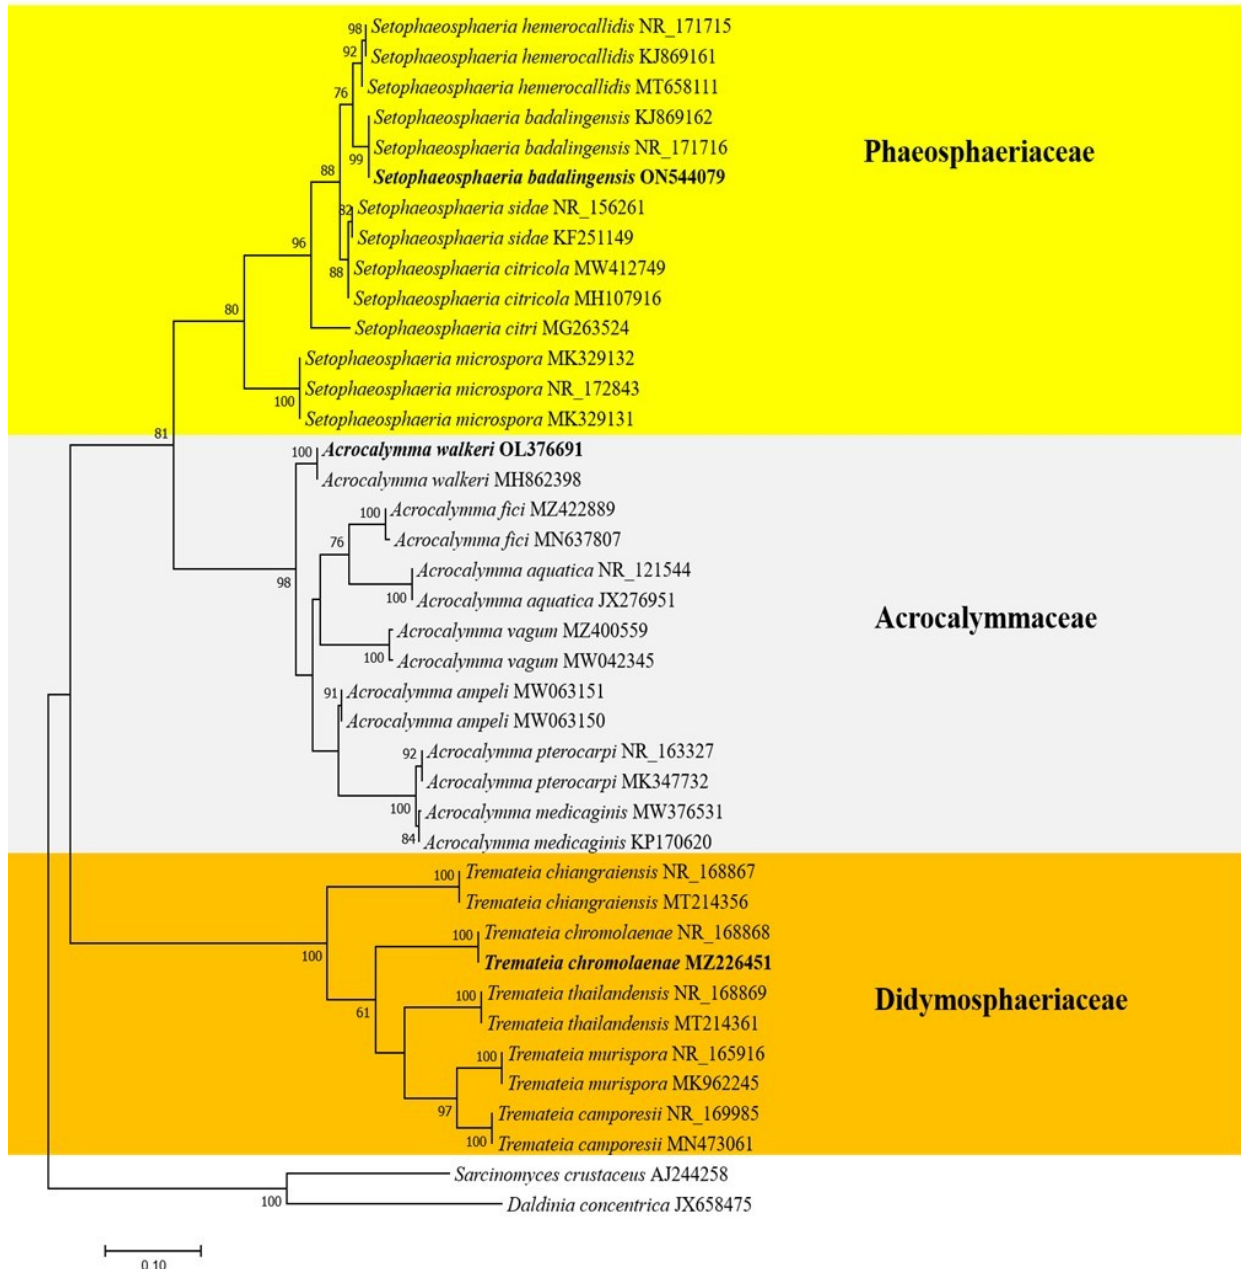 98 Setophaeosphaeria hemerocallidis NR_171715
92 Setophaeosphaeria hemerocallidis KJ869161
Setophaeosphaeria hemerocallidis MT658111
76
Setophaeosphaeria badalingensis KJ869162
Setophaeosphaeria badalingensis NR_171716
Phaeosphaeriaceae
99
88
Setophaeosphaeria badalingensis ON544079
82 Setophaeosphaeria sidae NR_156261
Setophaeosphaeria sidae KF251149
96
88 Setophaeosphaeria citricola MW412749
Setophaeosphaeria citricola MH107916
80
Setophaeosphaeria citri MG263524
Setophaeosphaeria microspora MK329132
Setophaeosphaeria microspora NR_172843
100
Setophaeosphaeria microspora MK329131
81
100 Acrocalymma walkeri OL376691
Acrocalymma walkeri MH862398
100 Acrocalymma fici MZ422889
76
Acrocalymma fici MN637807
Acrocalymma aquatica NR_121544
98
100 Acrocalymma aquatica JX276951
Acrocalymmaceae
Acrocalymma vagum MZ400559
100 Acrocalymma vagum MW042345
91 Acrocalymma ampeli MW063151
Acrocalymma ampeli MW063150
92 Acrocalymma pterocarpi NR_163327
Acrocalymma pterocarpi MK347732
100
Acrocalymma medicaginis MW376531
84 Acrocalymma medicaginis KP170620
100 Tremateia chiangraiensis NR_168867
Tremateia chiangraiensis MT214356
100 Tremateia chromolaenae NR_168868
100
Tremateia chromolaenae MZ226451
100 Tremateia thailandensis NR_168869
Didymosphaeriaceae
61
Tremateia thailandensis MT214361
100 Tremateia murispora NR_165916
Tremateia murispora MK962245
97
Tremateia camporesii NR_169985
100 Tremateia camporesii MN473061
Sarcinomyces crustaceus AJ244258
100
Daldinia concentrica JX658475
0.10